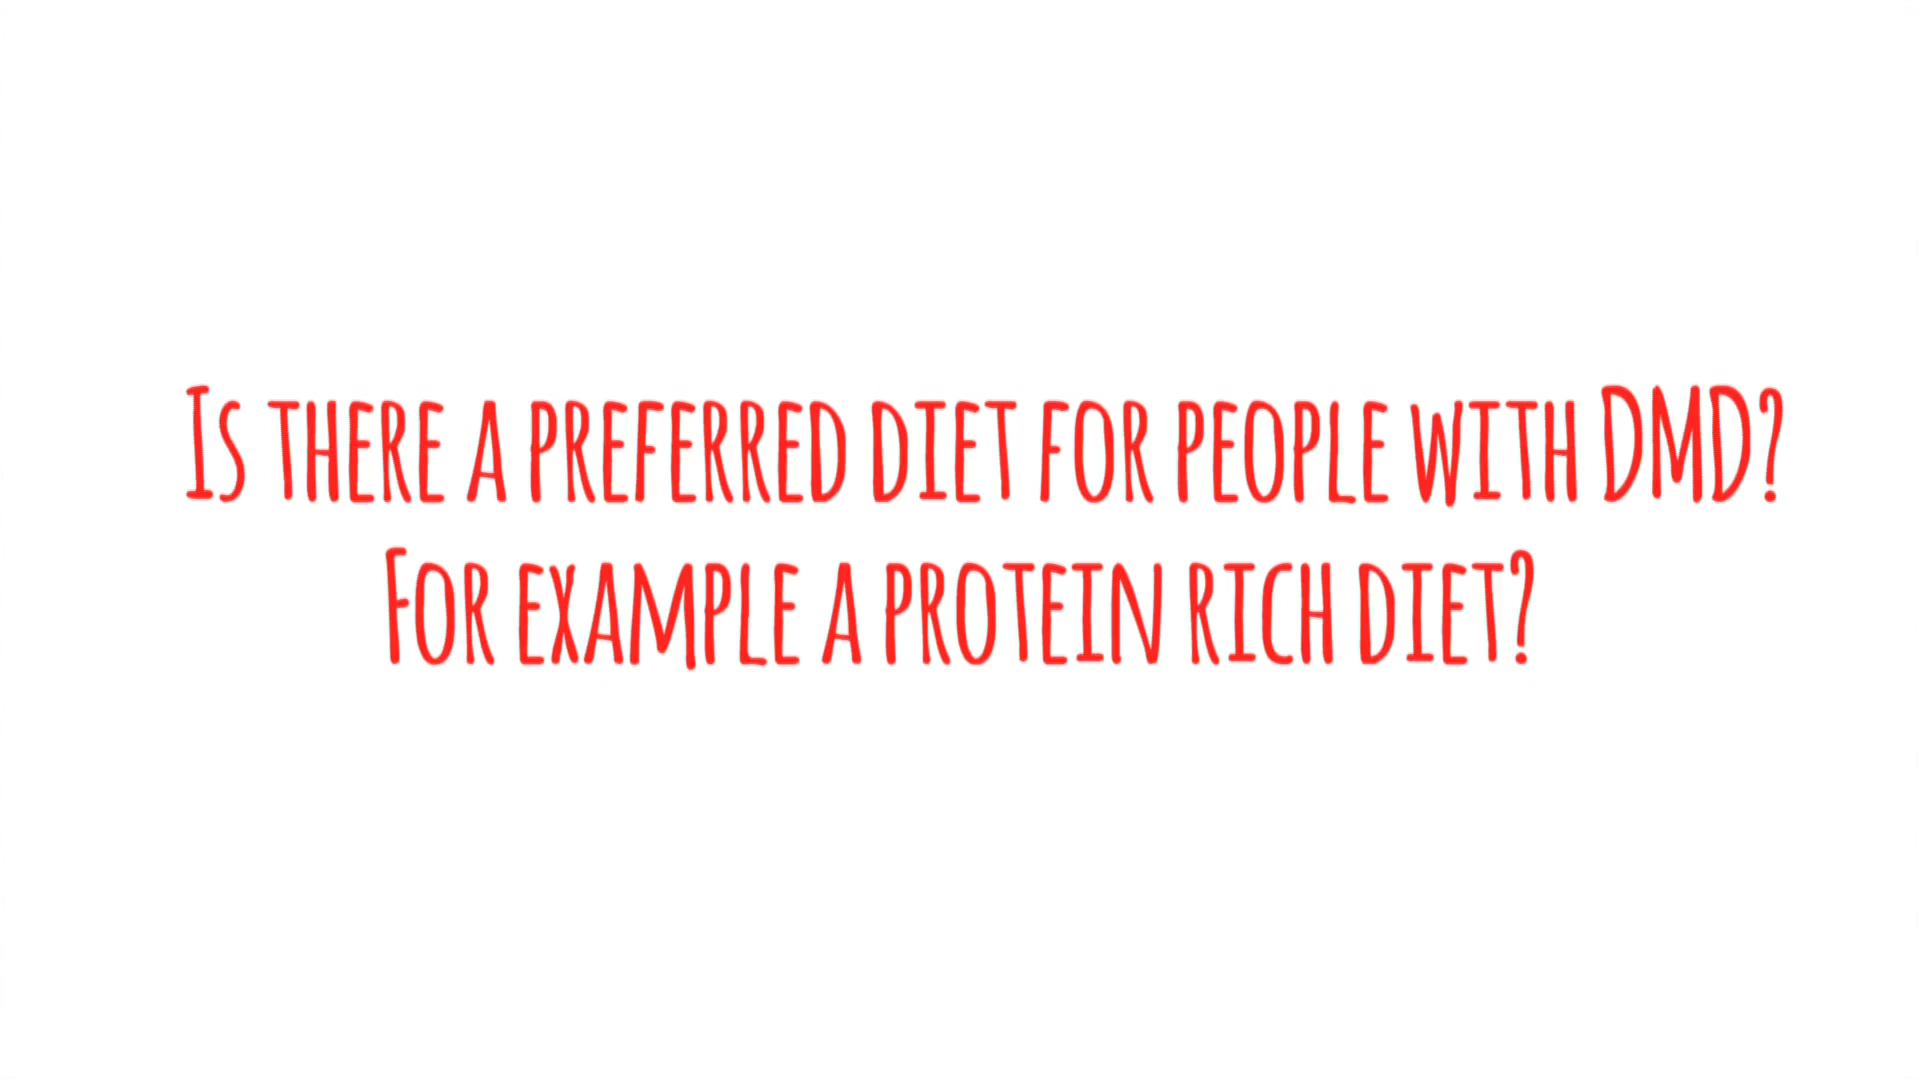 Is there a preferred diet for people with DMD?
For example a protein rich diet?